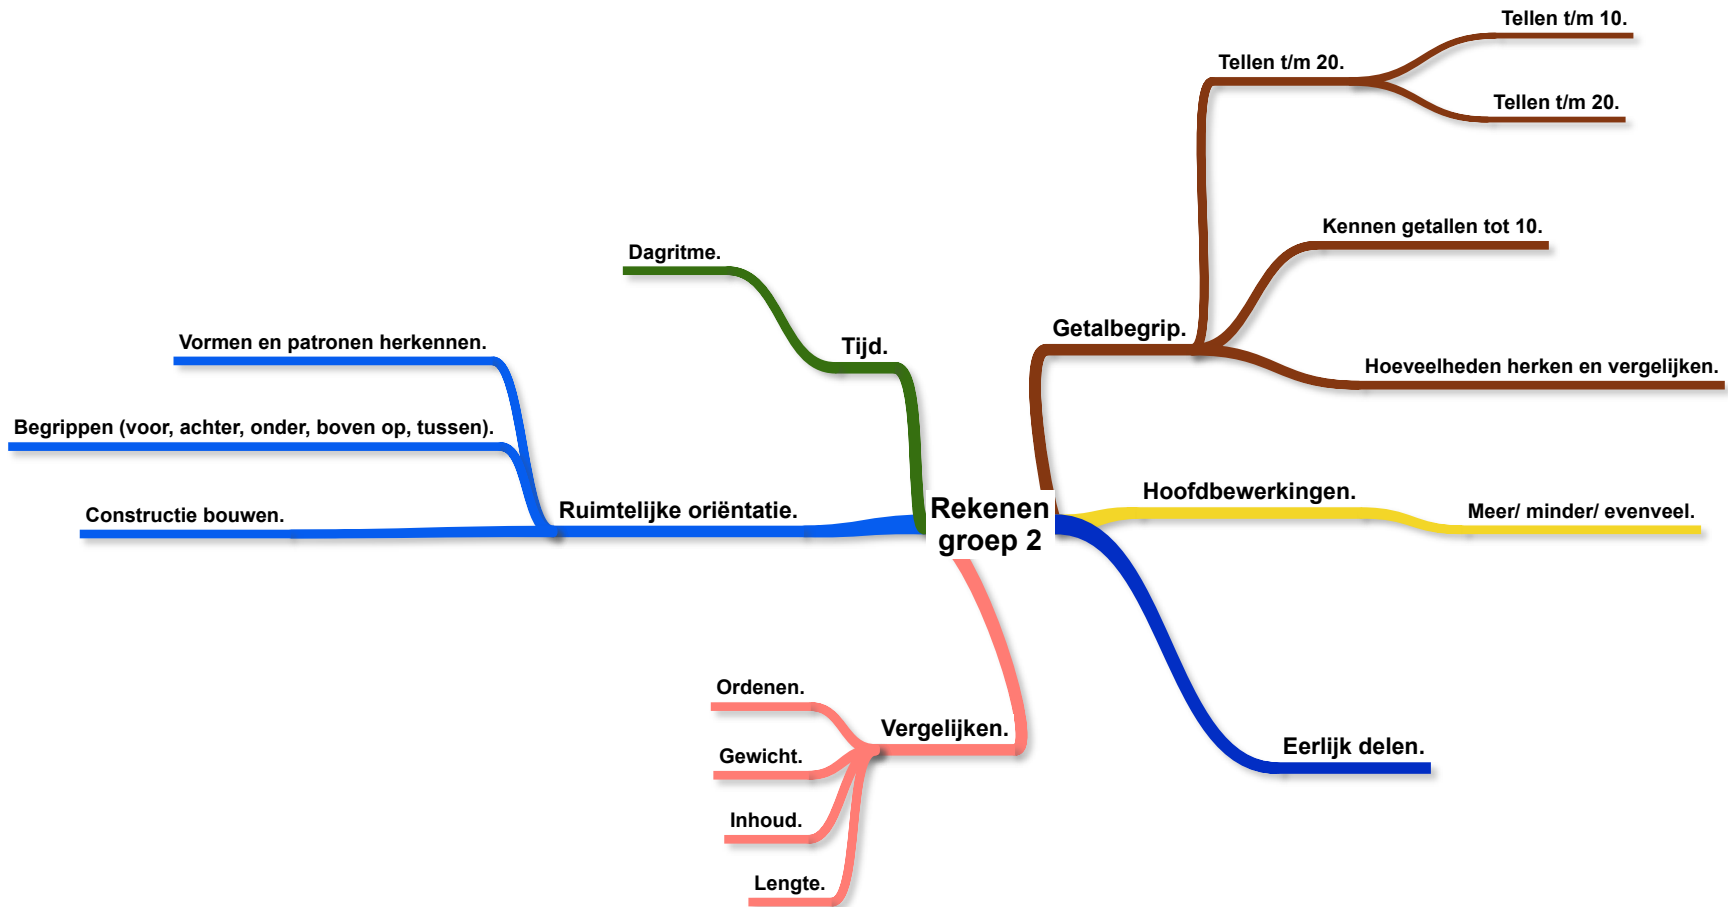 Tellen t/m 10.
Tellen t/m 20.
Tellen t/m 20.
Kennen getallen tot 10.
Dagritme.
Getalbegrip.
Vormen en patronen herkennen.
Tijd.
Hoeveelheden herken en vergelijken.
Begrippen (voor, achter, onder, boven op, tussen).
Hoofdbewerkingen.
Constructie bouwen.
Ruimtelijke oriëntatie.
Rekenen
groep 2
Meer/ minder/ evenveel.
Ordenen.
Vergelijken.
Eerlijk delen.
Gewicht.
Inhoud.
Lengte.